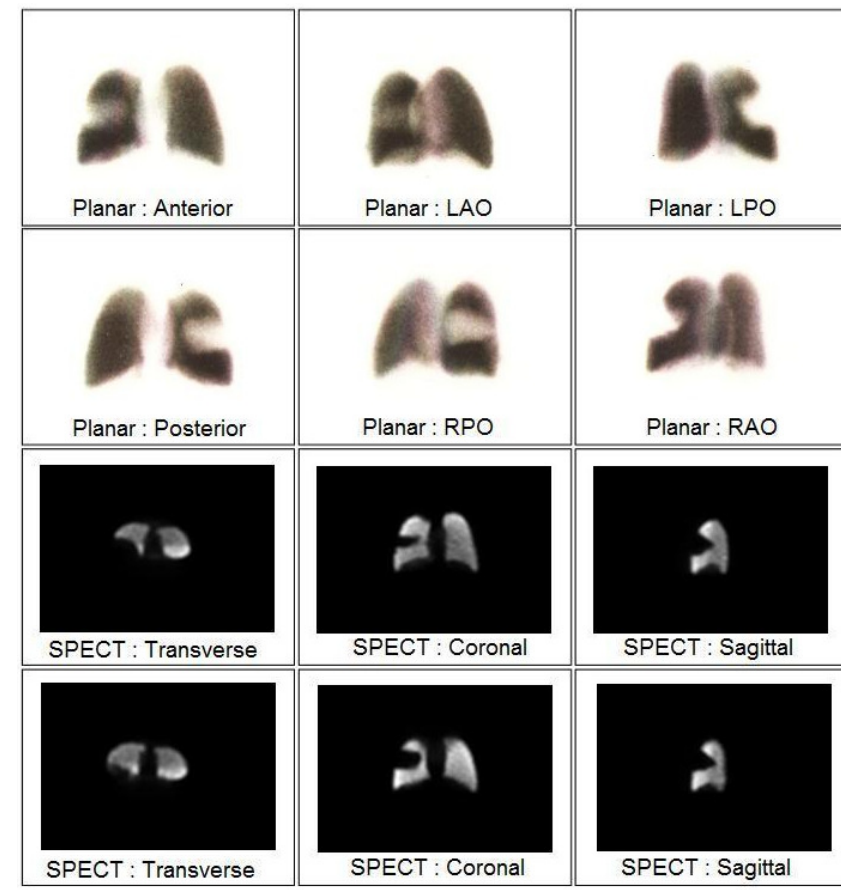 Planar : Anterior
Planar : LAO
Planar : LPO
Planar : Posterior
Planar : RPO
Planar : RAO
SPECT : Transverse
SPECT : Coronal
SPECT : Sagittal
SPECT : Transverse
SPECT : Coronal
SPECT : Sagittal